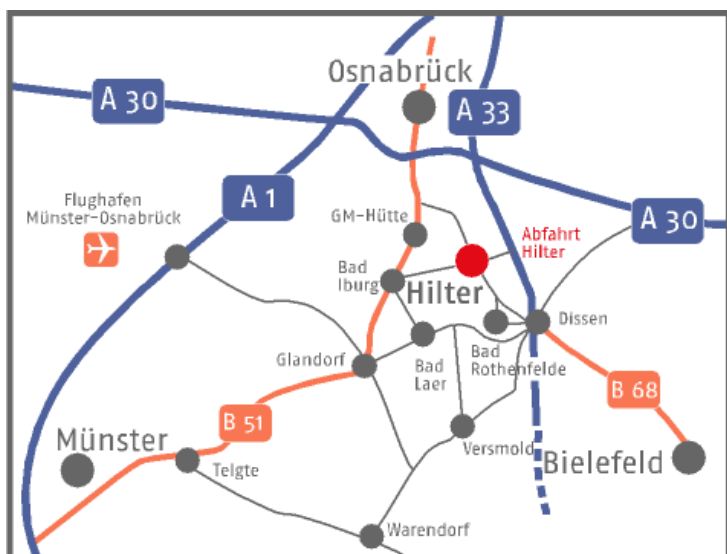 Osnabrück
A 30
A 33
A 1
Flughafen
Münster-Osnabrück
GM-Hütte
A 30
Abfahrt
Hilter
Bad
Iburg
Hilter
Dissen
Glandorf
Bad
Laer
Bad
Rothenfelde
B 68
B 51
Münster
Telgte
Versmold
Bielefeld
Warendorf